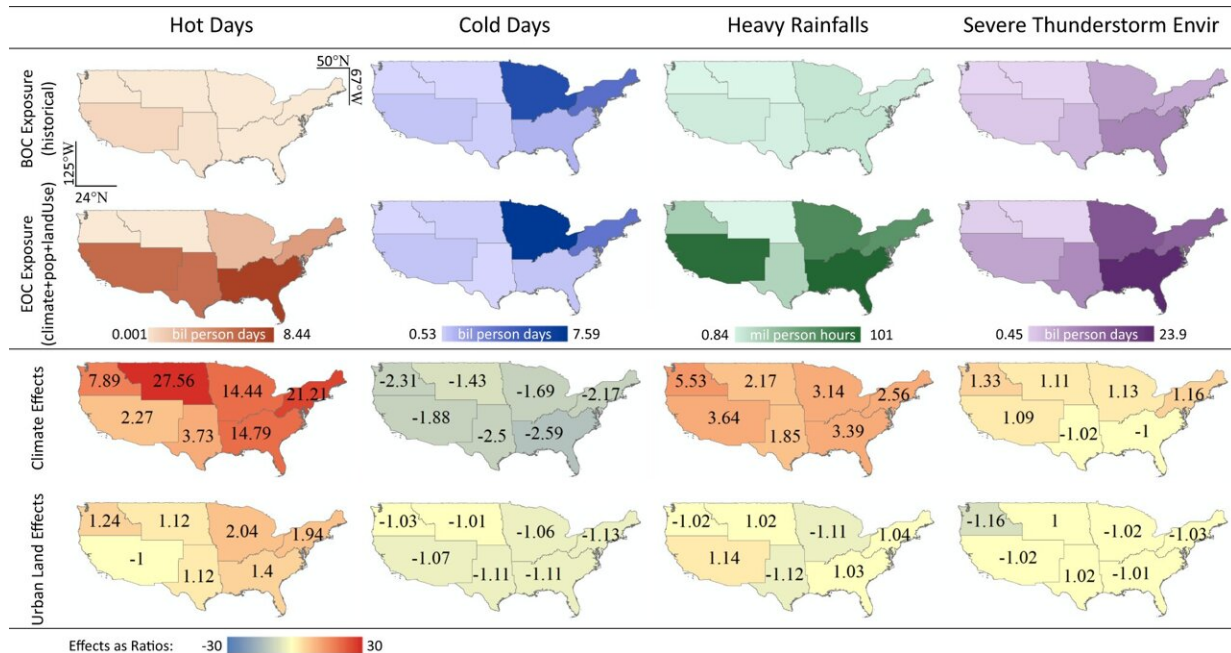 Hot Days Cold Days Heavy Rainfalls Severe Thunderstorm Envir
BOC Exposure
(historical)
50°N
67°W
125°W
24°N
EOC Exposure
(climate+pop+landUse)
0.001 bil person days 8.44
0.53 bil person days 7.59
0.84 mil person hours 101
0.45 bil person days 23.9
Climate Effects
7.89 27.56 14.44 21.21
2.27 3.73 14.79
-2.31 -1.43 -1.69 -2.17
-1.88 -2.5 -2.59
5.53 2.17 3.14 2.56
3.64 1.85 3.39
1.33 1.11 1.13 1.16
1.09 -1.02 -1
Urban Land Effects
1.24 1.12 2.04 1.94
-1 1.12 1.4
-1.03 -1.01 -1.06 -1.13
-1.07 -1.11 -1.11
-1.02 1.02 -1.11 1.04
1.14 -1.12 1.03
-1.16 1 -1.02 -1.03
-1.02 1.02 -1.01
Effects as Ratios: -30 30